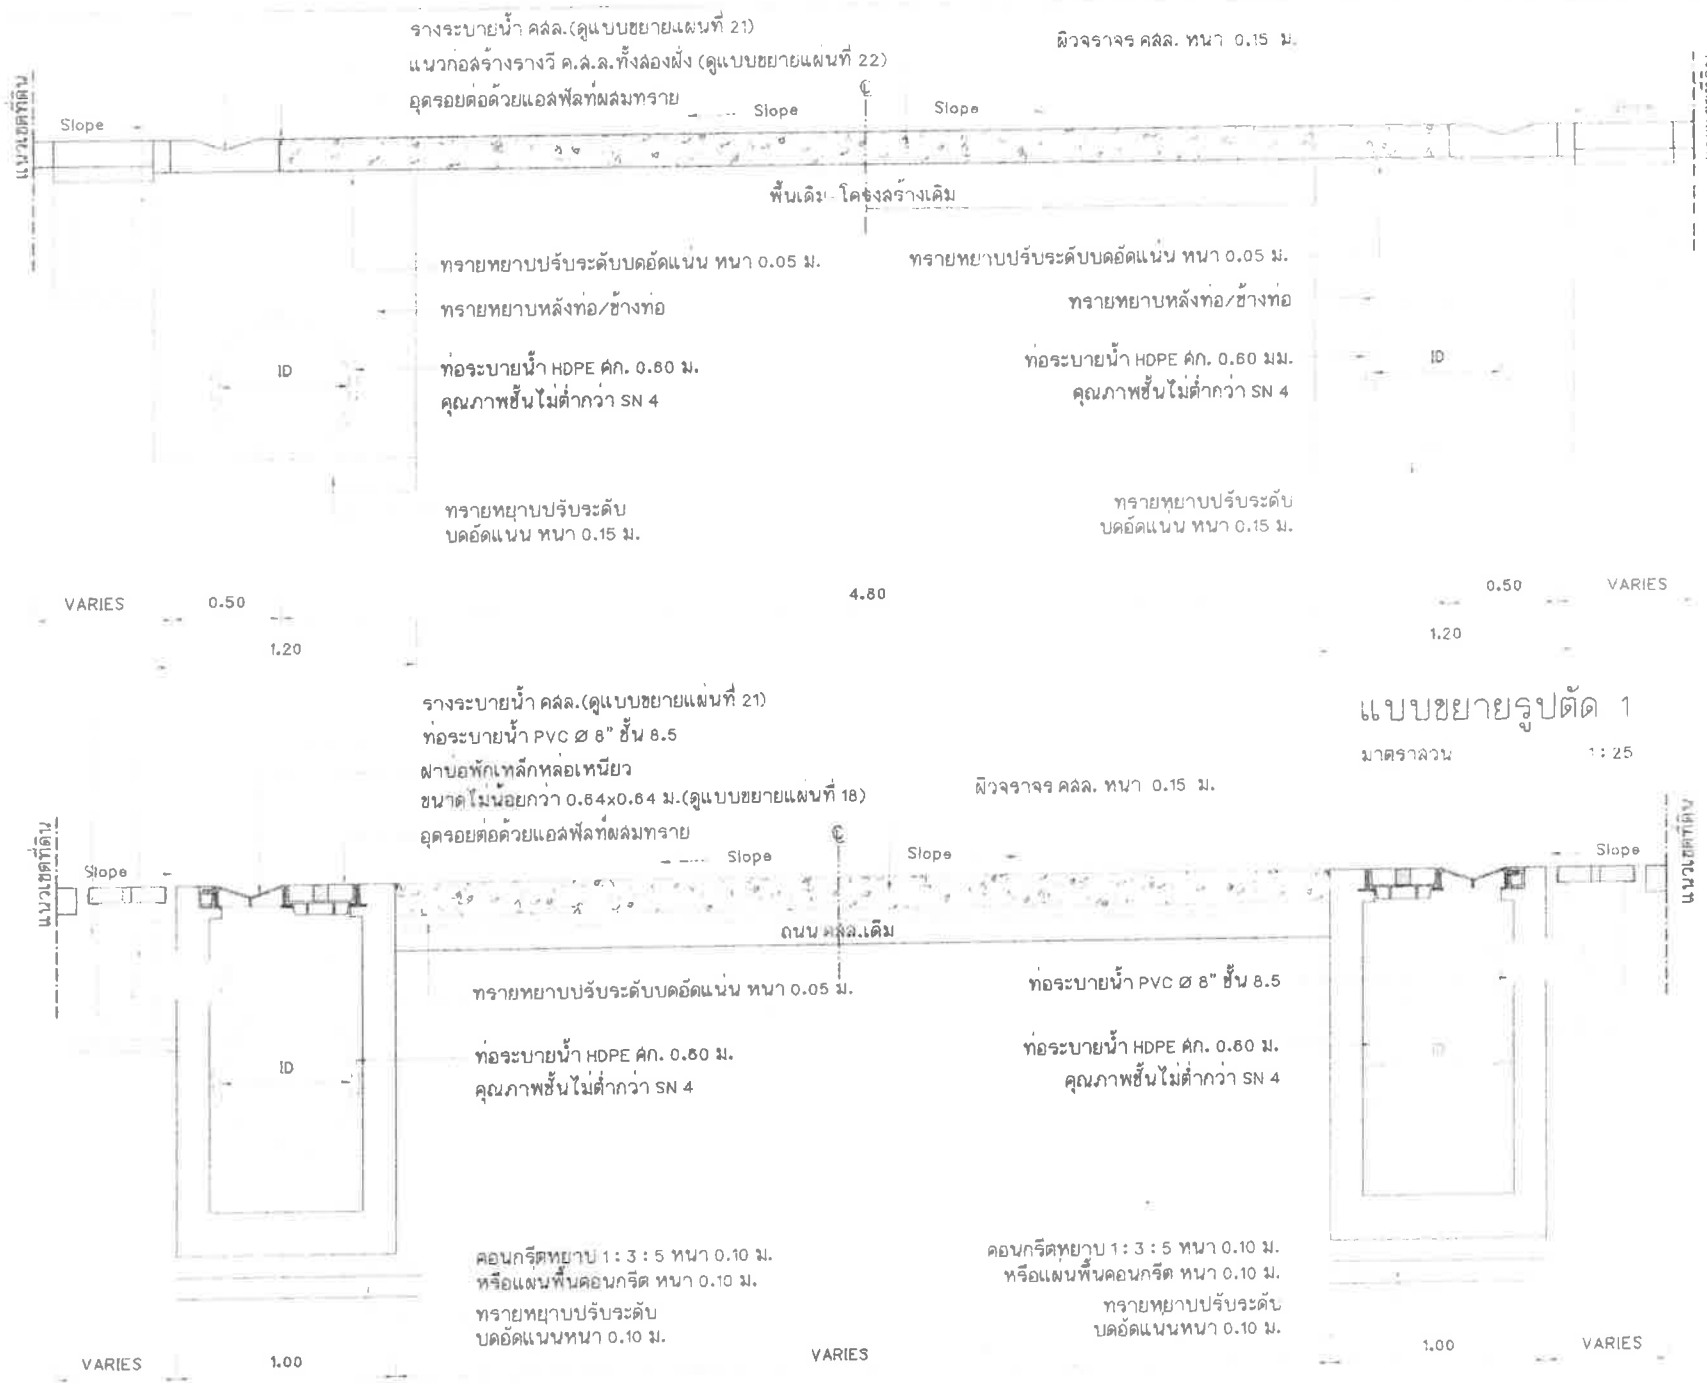 รางระบายน้ำ คสล.(ดูแบบขยายแผ่นที่ 21)
แนวก่อสร้างรางวี ค.ส.ล.ทั้งสองฝั่ง (ดูแบบขยายแผ่นที่ 22)
อุดรอยต่อด้วยแอสฟัลท์ผสมทราย
ผิวจราจร คสล. หนา 0.15 ม.
แนวเขตที่ดิน
Slope
Slope
℄
Slope
พื้นเดิม-โครงสร้างเดิม
ทรายหยาบปรับระดับบดอัดแน่น หนา 0.05 ม.
ทรายหยาบปรับระดับบดอัดแน่น หนา 0.05 ม.
ทรายหยาบหลังท่อ/ข้างท่อ
ทรายหยาบหลังท่อ/ข้างท่อ
ID
ท่อระบายน้ำ HDPE ศก. 0.60 ม.
คุณภาพชั้นไม่ต่ำกว่า SN 4
ท่อระบายน้ำ HDPE ศก. 0.60 มม.
คุณภาพชั้นไม่ต่ำกว่า SN 4
ID
ทรายหยาบปรับระดับ
บดอัดแน่น หนา 0.15 ม.
ทรายหยาบปรับระดับ
บดอัดแน่น หนา 0.15 ม.
VARIES
0.50
4.80
0.50
VARIES
1.20
1.20
แบบขยายรูปตัด 1
มาตราส่วน 1:25
รางระบายน้ำ คสล.(ดูแบบขยายแผ่นที่ 21)
ท่อระบายน้ำ PVC Ø 8" ชั้น 8.5
ฝาบ่อพักเหล็กหล่อเหนียว
ขนาดไม่น้อยกว่า 0.64x0.64 ม.(ดูแบบขยายแผ่นที่ 18)
อุดรอยต่อด้วยแอสฟัลท์ผสมทราย
ผิวจราจร คสล. หนา 0.15 ม.
แนวเขตที่ดิน
Slope
Slope
℄
Slope
Slope
แนวเขตที่ดิน
ถนน คสล.เดิม
ทรายหยาบปรับระดับบดอัดแน่น หนา 0.05 ม.
ท่อระบายน้ำ PVC Ø 8" ชั้น 8.5
ID
ท่อระบายน้ำ HDPE ศก. 0.60 ม.
คุณภาพชั้นไม่ต่ำกว่า SN 4
ท่อระบายน้ำ HDPE ศก. 0.60 ม.
คุณภาพชั้นไม่ต่ำกว่า SN 4
ID
คอนกรีตหยาบ 1:3:5 หนา 0.10 ม.
หรือแผ่นพื้นคอนกรีต หนา 0.10 ม.
ทรายหยาบปรับระดับ
บดอัดแน่นหนา 0.10 ม.
คอนกรีตหยาบ 1:3:5 หนา 0.10 ม.
หรือแผ่นพื้นคอนกรีต หนา 0.10 ม.
ทรายหยาบปรับระดับ
บดอัดแน่นหนา 0.10 ม.
VARIES
1.00
VARIES
1.00
VARIES